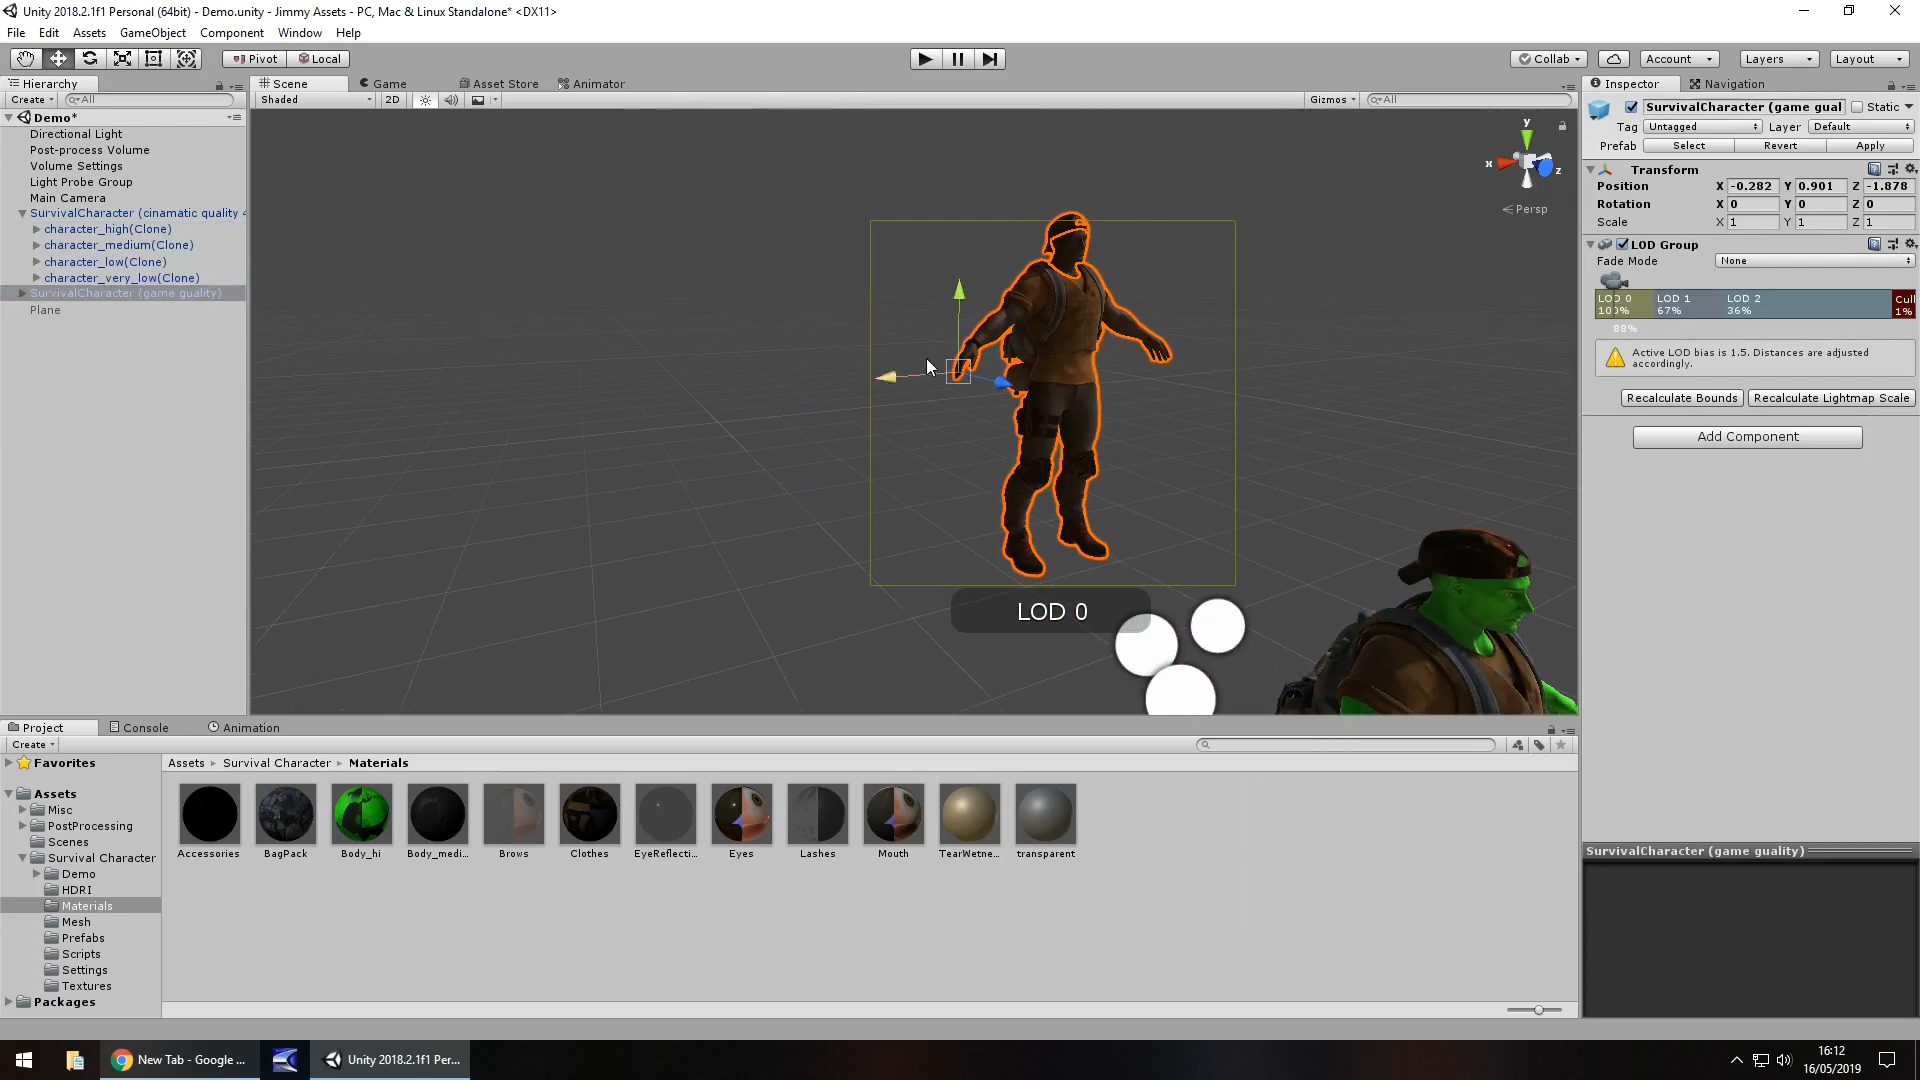 Unity 2018.2.1f1 Personal (64bit) - Demo.unity - Jimmy Assets - PC, Mac & Linux Standalone* <DX11>
File Edit Assets GameObject Component Window Help
Pivot Local Collab Account Layers Layout
Hierarchy
Create All
Demo*
Directional Light
Post-process Volume
Volume Settings
Light Probe Group
Main Camera
SurvivalCharacter (cinamatic quality 4
character_high(Clone)
character_medium(Clone)
character_low(Clone)
character_very_low(Clone)
SurvivalCharacter (game guality)
Plane
Scene Game Asset Store Animator
Shaded 2D Gizmos All
y
x
z
Persp
LOD 0
Inspector Navigation
SurvivalCharacter (game gual Static
Tag Untagged Layer Default
Prefab Select Revert Apply
Transform
Position X -0.282 Y 0.901 Z -1.878
Rotation X 0 Y 0 Z 0
Scale X 1 Y 1 Z 1
LOD Group
Fade Mode None
LOD 0 LOD 1 LOD 2 Cull
100% 67% 36% 1%
88%
Active LOD bias is 1.5. Distances are adjusted
accordingly.
Recalculate Bounds Recalculate Lightmap Scale
Add Component
SurvivalCharacter (game guality)
Project Console Animation
Create
Favorites
Assets
Misc
PostProcessing
Scenes
Survival Character
Demo
HDRI
Materials
Mesh
Prefabs
Scripts
Settings
Textures
Packages
Assets Survival Character Materials
Accessories BagPack Body_hi Body_medi... Brows Clothes EyeReflecti... Eyes Lashes Mouth TearWetne... transparent
New Tab - Google ... Unity 2018.2.1f1 Per...
16:12
16/05/2019